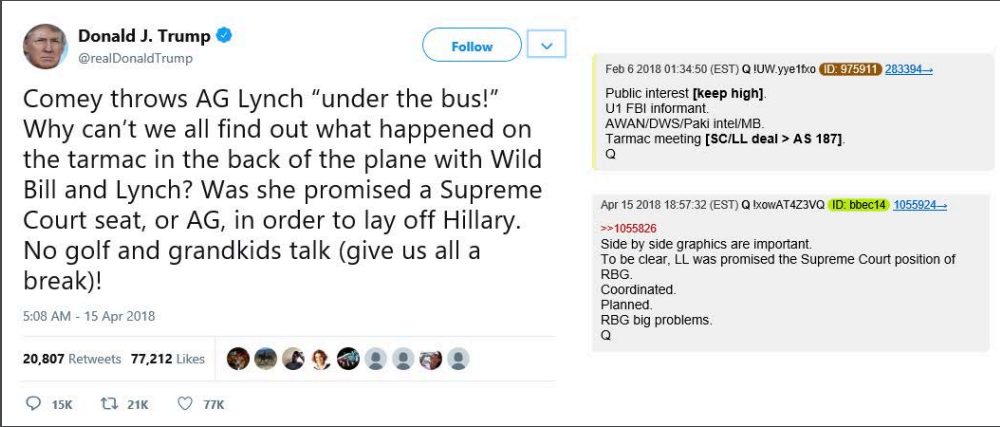 Donald J. Trump
@realDonaldTrump
Follow
Comey throws AG Lynch “under the bus!”
Why can’t we all find out what happened on
the tarmac in the back of the plane with Wild
Bill and Lynch? Was she promised a Supreme
Court seat, or AG, in order to lay off Hillary.
No golf and grandkids talk (give us all a
break)!
5:08 AM - 15 Apr 2018
20,807 Retweets 77,212 Likes
15K 21K 77K
Feb 6 2018 01:34:50 (EST) Q !UW.yye1fxo ID: 975911 283394→
Public interest [keep high].
U1 FBI informant.
AWAN/DWS/Paki intel/MB.
Tarmac meeting [SC/LL deal > AS 187].
Q
Apr 15 2018 18:57:32 (EST) Q !xowAT4Z3VQ ID: bbec14 1055924→
>>1055826
Side by side graphics are important.
To be clear, LL was promised the Supreme Court position of
RBG.
Coordinated.
Planned.
RBG big problems.
Q